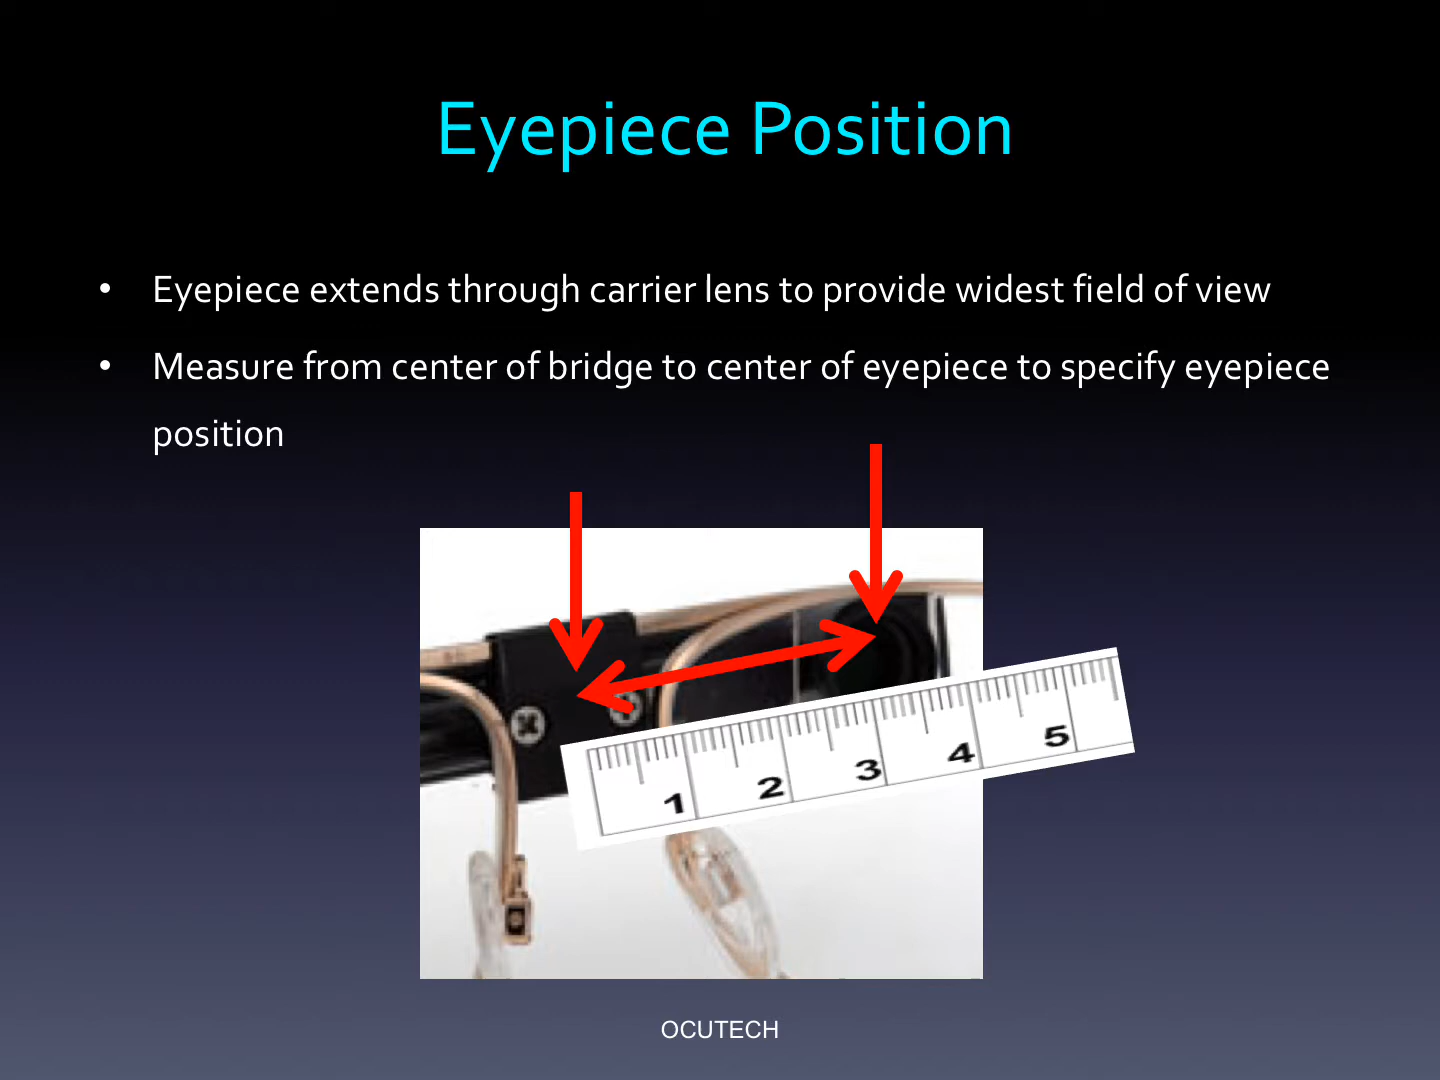 Eyepiece Position
• Eyepiece extends through carrier lens to provide widest field of view
• Measure from center of bridge to center of eyepiece to specify eyepiece
position
1 2 3 4 5
OCUTECH